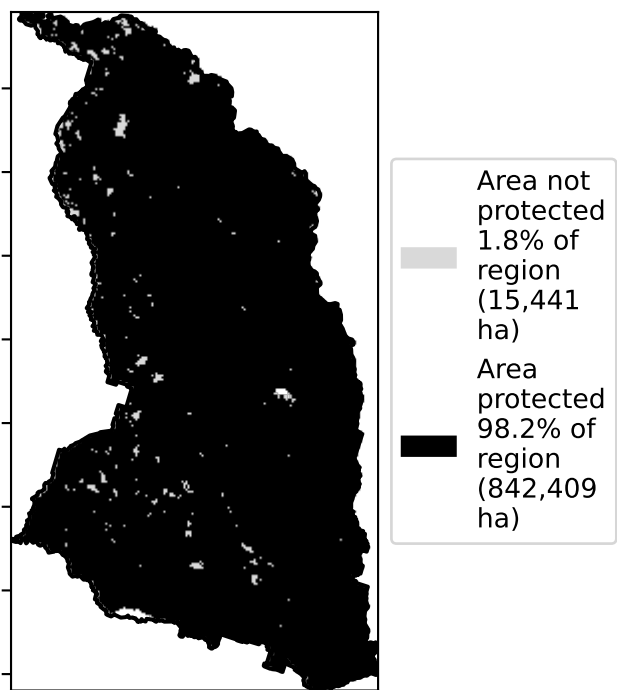 Area not
protected
1.8% of
region
(15,441
ha)
Area
protected
98.2% of
region
(842,409
ha)